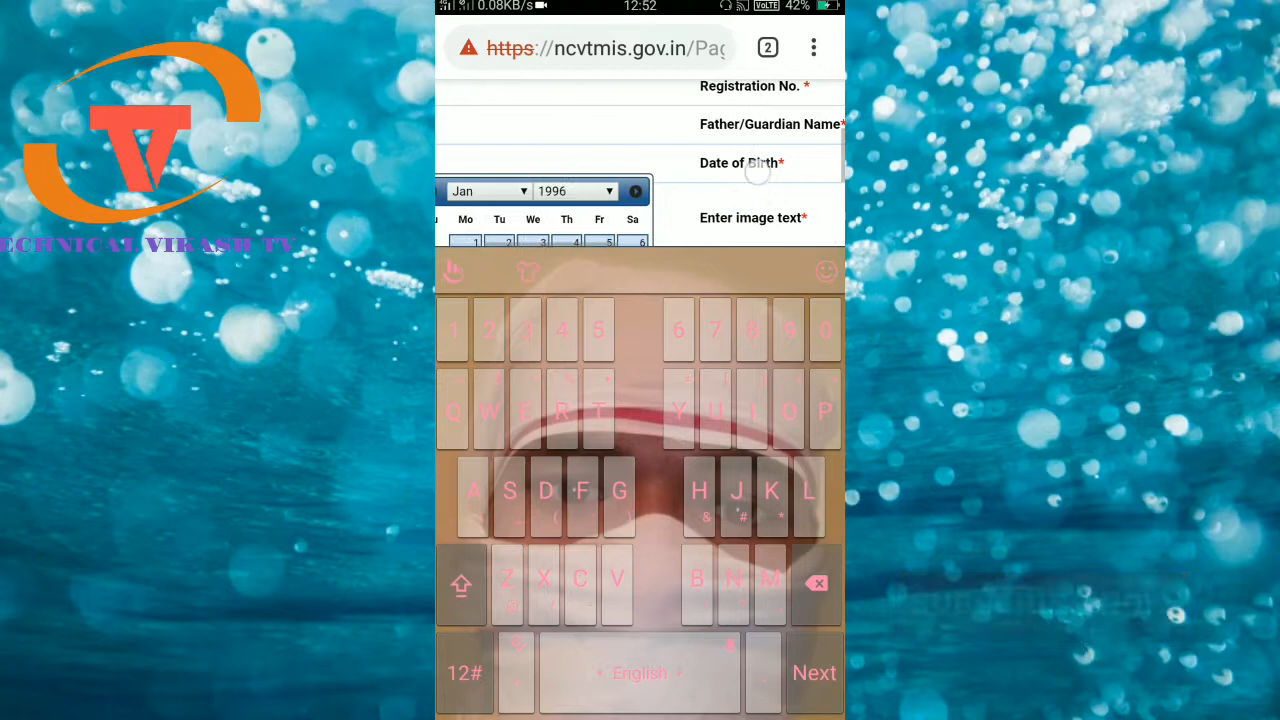 0.08KB/s 12:52 VoLTE 42%
https://ncvtmis.gov.in/Pag
2
Registration No. *
Father/Guardian Name*
Date of Birth*
Jan 1996
Enter image text*
Mo Tu We Th Fr Sa
1 2 3 4 5 6
TV
ECHNICAL VIKASH TV
1 2 3 4 5 6 7 8 9 0
Q W E R T Y U I O P
A S D F G H J K L
& # *
Z X C V B N M
12# English Next